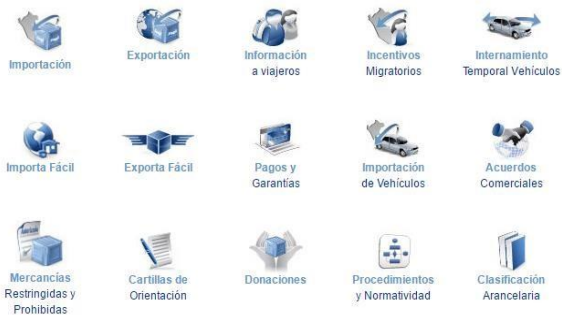 Importación
Exportación
Información
a viajeros
Incentivos
Migratorios
Internamiento
Temporal Vehículos
Importa Fácil
Exporta Fácil
Pagos y
Garantías
Importación
de Vehículos
Acuerdos
Comerciales
Mercancías
Restringidas y
Prohibidas
Cartillas de
Orientación
Donaciones
Procedimientos
y Normatividad
Clasificación
Arancelaria